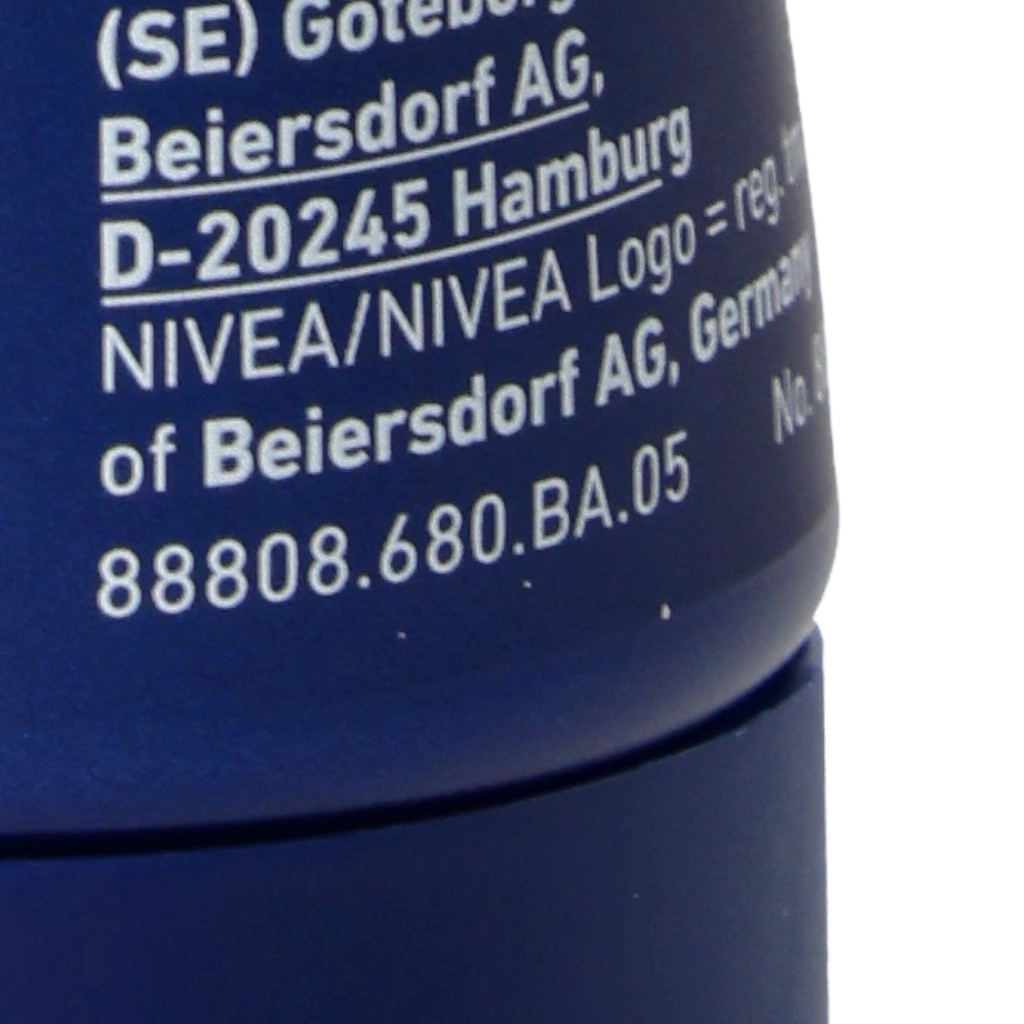 (SE) Göteborg
Beiersdorf AG,
D-20245 Hamburg
NIVEA/NIVEA Logo = reg. tm
of Beiersdorf AG, Germany
No.
88808.680.BA.05